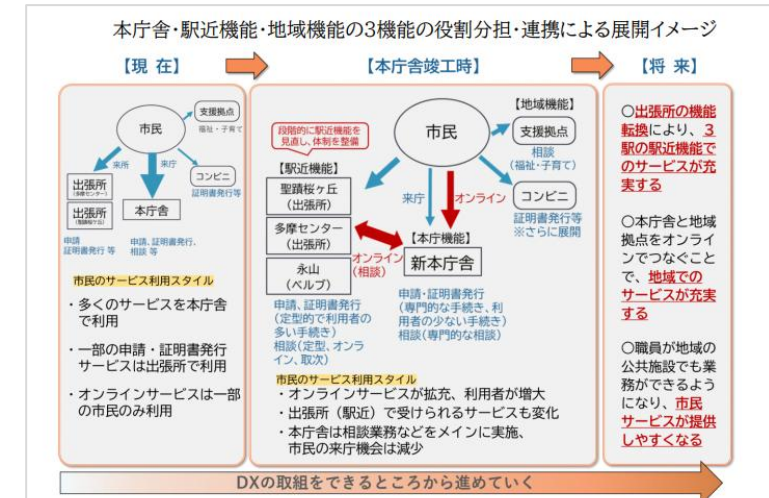 本庁舎・駅近機能・地域機能の3機能の役割分担・連携による展開イメージ
【現 在】
【本庁舎竣工時】
【将 来】
市民
支援拠点
福祉・子育て
来所
来庁
コンビニ
証明書発行等
出張所
(多摩センター)
出張所
(聖蹟桜ヶ丘)
本庁舎
申請
証明書発行 等
申請、証明書発行、
相談 等
市民のサービス利用スタイル
・多くのサービスを本庁舎
で利用
・一部の申請・証明書発行
サービスは出張所で利用
・オンラインサービスは一部
の市民のみ利用
段階的に駅近機能を
見直し、体制を整備
【駅近機能】
聖蹟桜ヶ丘
(出張所)
多摩センター
(出張所)
永山
(ベルブ)
申請、証明書発行
(定型的で利用者の
多い手続き)
相談(定型、オンラ
イン、取次)
市民
【地域機能】
支援拠点
相談
(福祉・子育て)
来庁
オンライン
コンビニ
証明書発行等
※さらに展開
オンライン
(相談)
【本庁機能】
新本庁舎
申請・証明書発行
(専門的な手続き、利
用者の少ない手続き)
相談(専門的な相談)
市民のサービス利用スタイル
・オンラインサービスが拡充、利用者が増大
・出張所（駅近）で受けられるサービスも変化
・本庁舎は相談業務などをメインに実施、
市民の来庁機会は減少
○出張所の機能
転換により、3
駅の駅近機能で
のサービスが充
実する
○本庁舎と地域
拠点をオンライ
ンでつなぐこと
で、地域での
サービスが充実
する
○職員が地域の
公共施設でも業
務ができるよう
になり、市民
サービスが提供
しやすくなる
DXの取組をできるところから進めていく